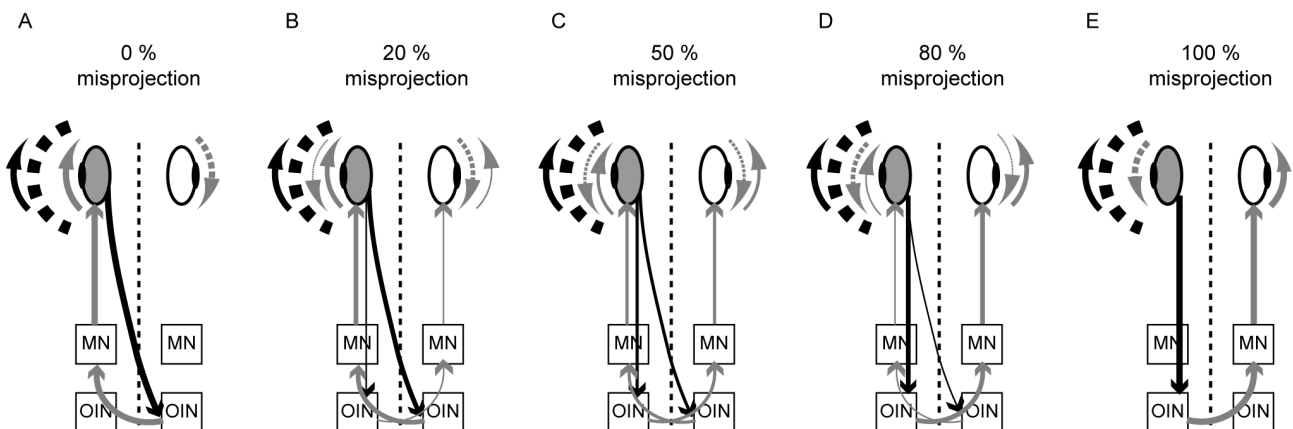 A
0 %
misprojection
B
20 %
misprojection
C
50 %
misprojection
D
80 %
misprojection
E
100 %
misprojection
MN MN MN MN MN MN MN MN MN MN
OIN OIN OIN OIN OIN OIN OIN OIN OIN OIN